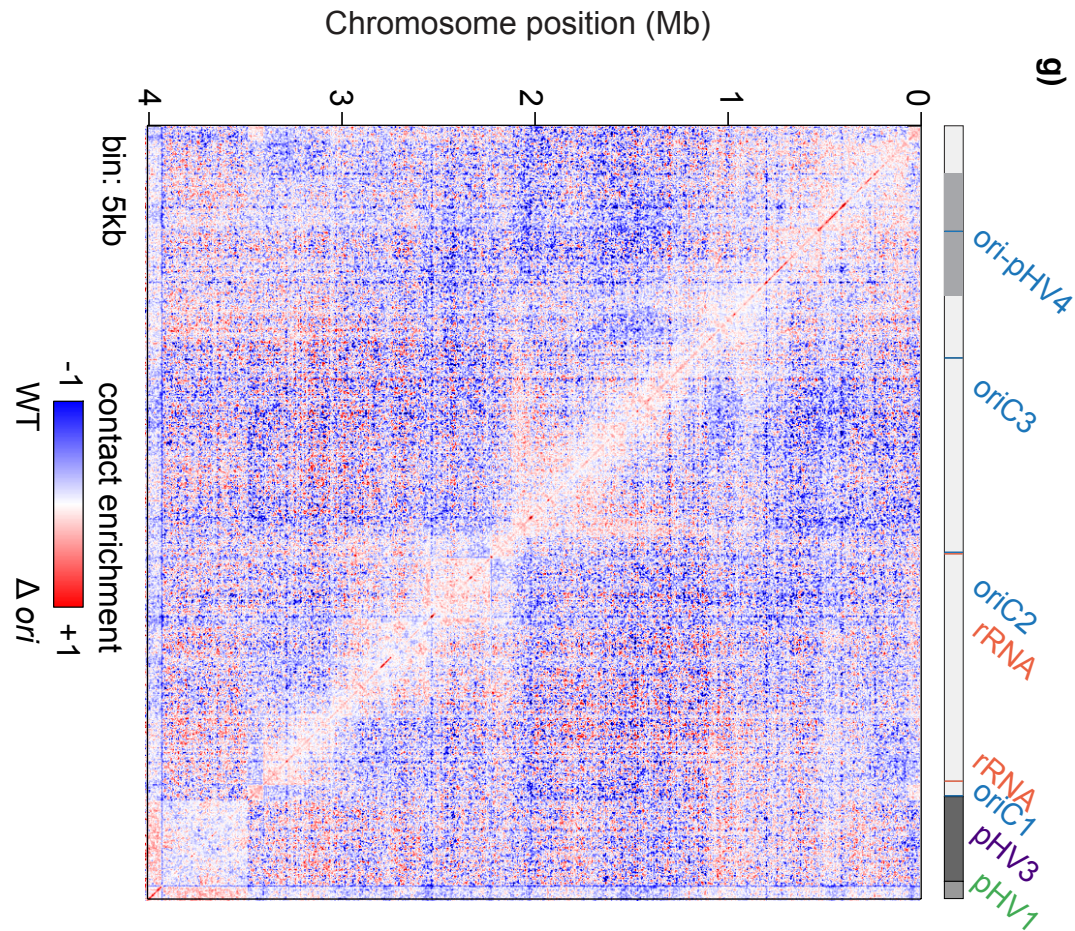 Chromosome position (Mb)
g)
4
3
2
1
0
ori-pHV4
oriC3
oriC2
rRNA
rRNA
oriC1
pHV3
pHV1
bin: 5kb
contact enrichment
-1
+1
WT
Δ ori